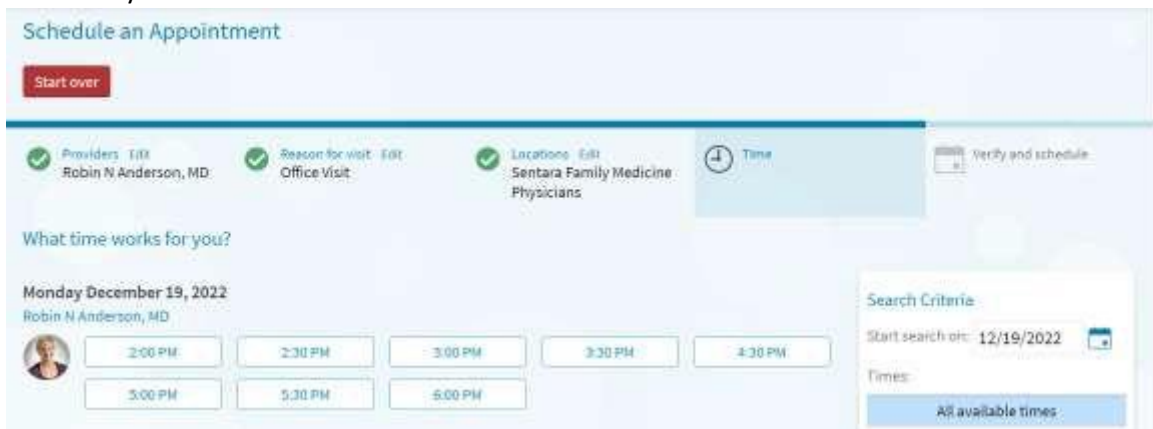 Schedule an Appointment
Start over
Providers Edit
Robin N Anderson, MD
Reason for visit Edit
Office Visit
Locations Edit
Sentara Family Medicine
Physicians
Time
Verify and schedule
What time works for you?
Monday December 19, 2022
Robin N Anderson, MD
2:00 PM 2:30 PM 3:00 PM 3:30 PM 4:30 PM
5:00 PM 5:30 PM 6:00 PM
Search Criteria
Start search on: 12/19/2022
Times:
All available times